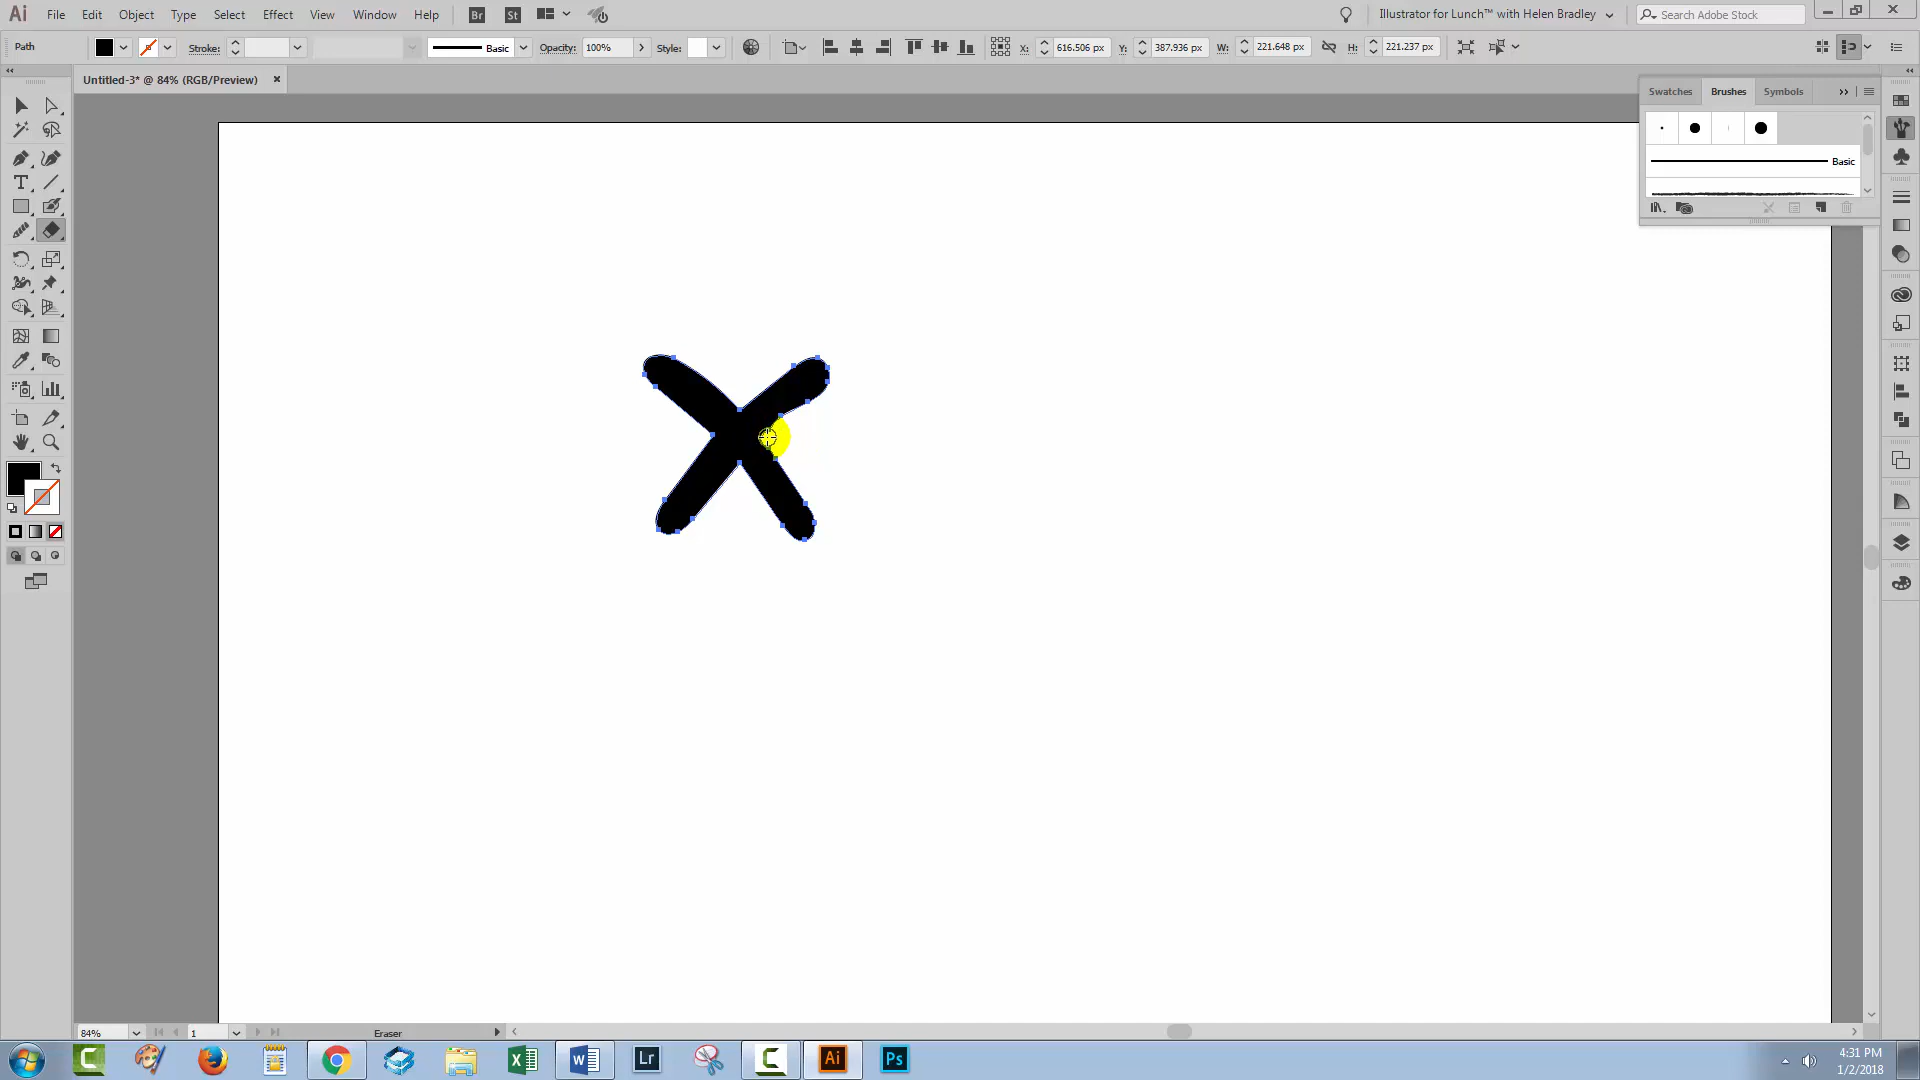 Ai File Edit Object Type Select Effect View Window Help Br St Illustrator for Lunch™ with Helen Bradley Search Adobe Stock
Path Stroke: Basic Opacity: 100% Style: X: 616.506 px Y: 387.936 px W: 221.648 px H: 221.237 px
Untitled-3* @ 84% (RGB/Preview)
Swatches Brushes Symbols
Basic
84% 1 Eraser
Lr Ai Ps
4:31 PM
1/2/2018